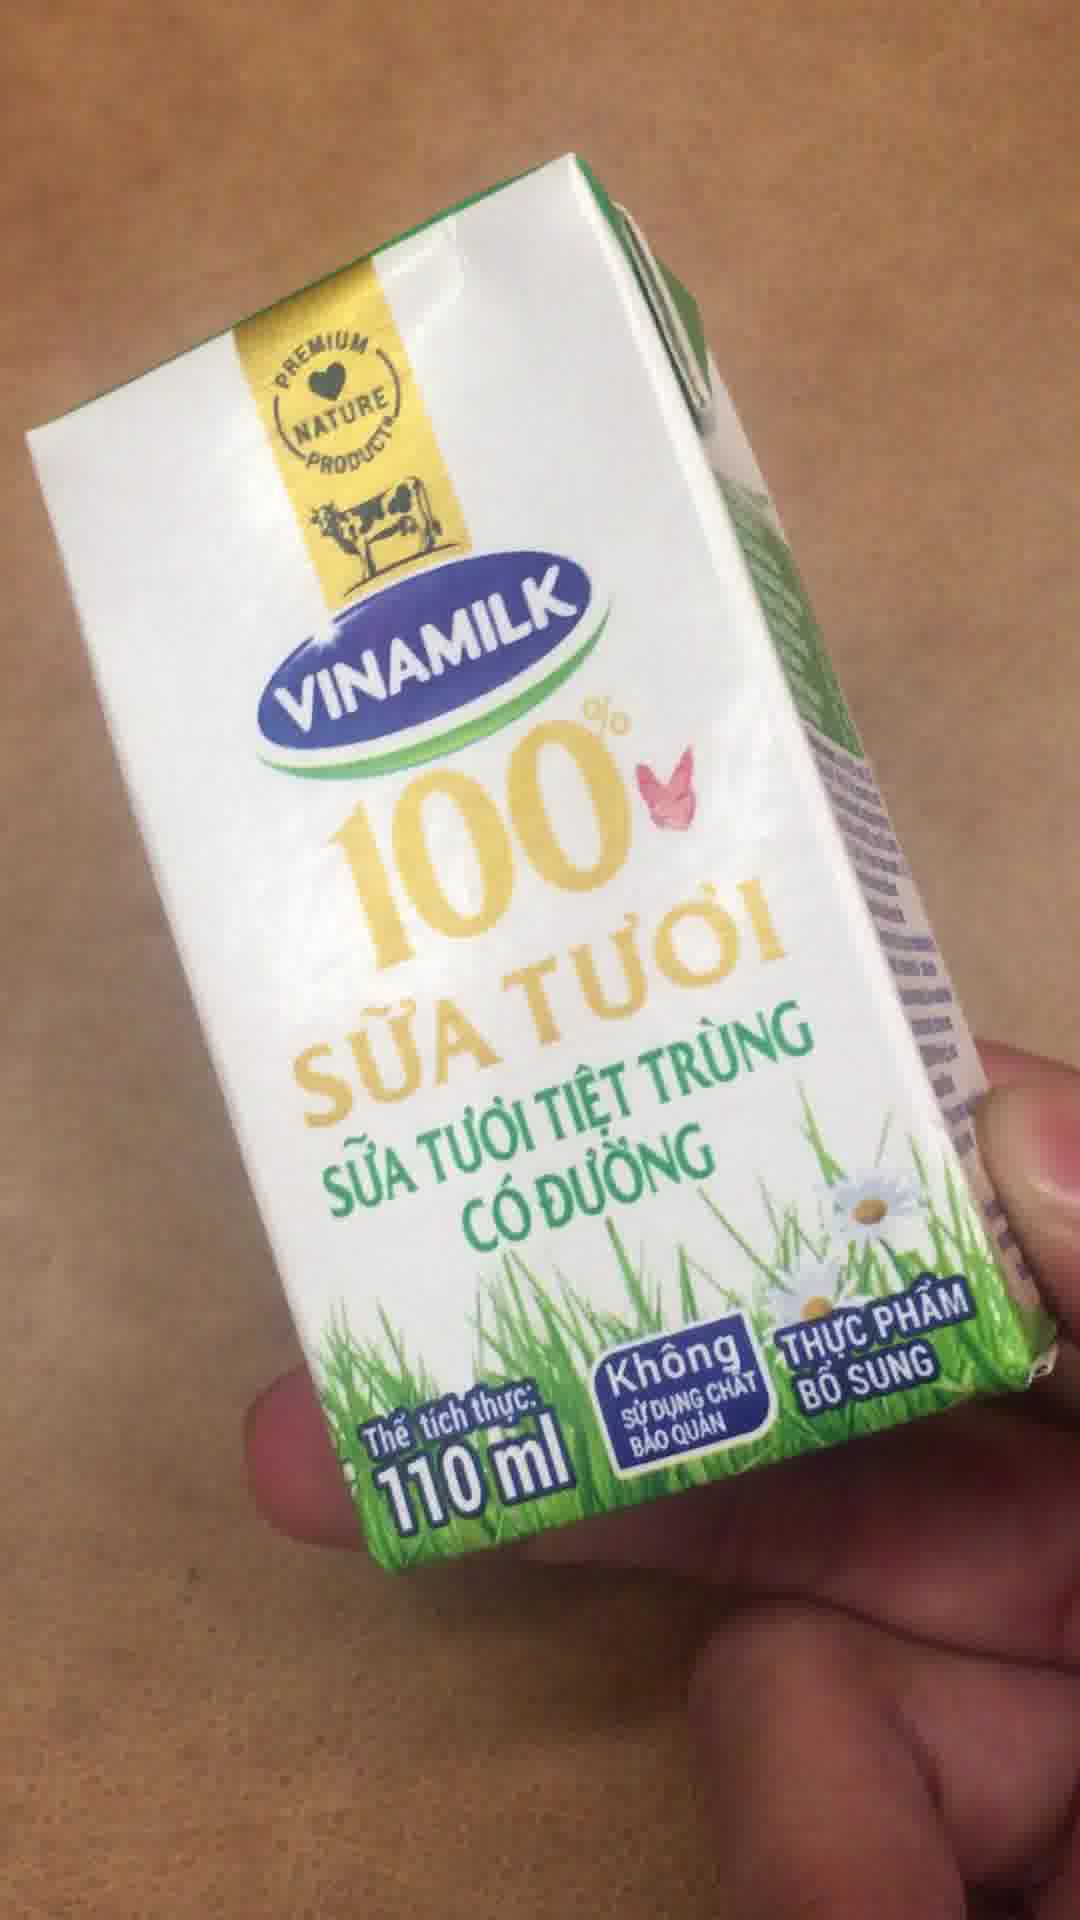 PREMIUM
NATURE
PRODUCT
VINAMILK
100%
SỮA TƯƠI
SỮA TƯƠI TIỆT TRÙNG
CÓ ĐƯỜNG
Thể tích thực:
110 ml
Không
SỬ DỤNG CHẤT
BẢO QUẢN
THỰC PHẨM
BỔ SUNG